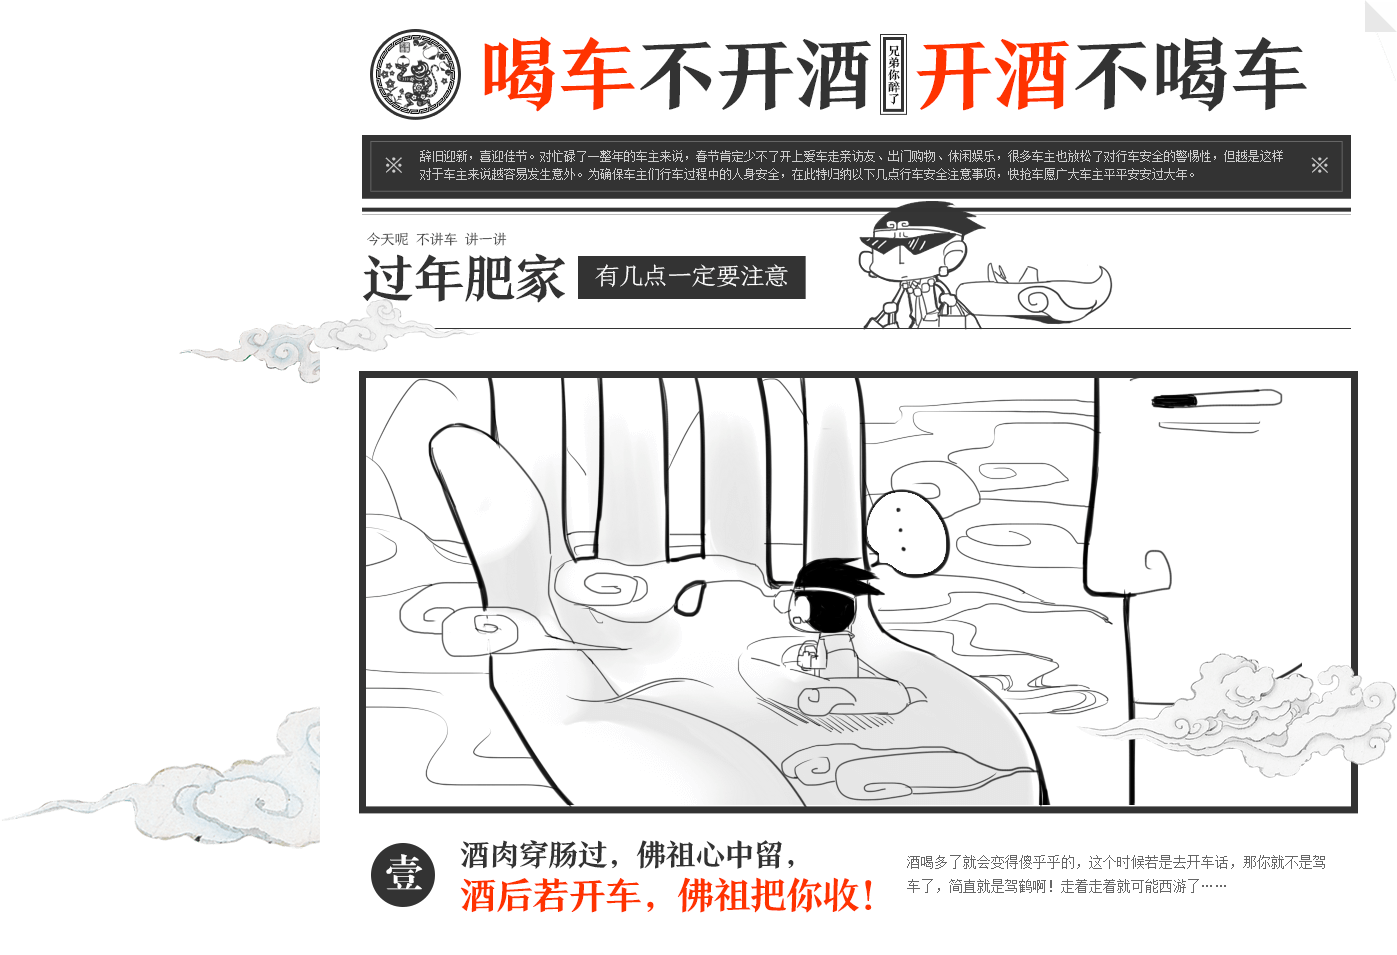 喝车不开酒 兄弟你醉了 开酒不喝车
※ 辞旧迎新，喜迎佳节。对忙碌了一整年的车主来说，春节肯定少不了开上爱车走亲访友、出门购物、休闲娱乐，很多车主也放松了对行车安全的警惕性，但越是这样 ※
对于车主来说越容易发生意外。为确保车主们行车过程中的人身安全，在此特归纳以下几点行车安全注意事项，快抢车愿广大车主平平安安过大年。
今天呢 不讲车 讲一讲
过年肥家 有几点一定要注意
壹
酒肉穿肠过，佛祖心中留，
酒后若开车，佛祖把你收！
酒喝多了就会变得傻乎乎的，这个时候若是去开车话，那你就不是驾
车了，简直就是驾鹤啊！走着走着就可能西游了……